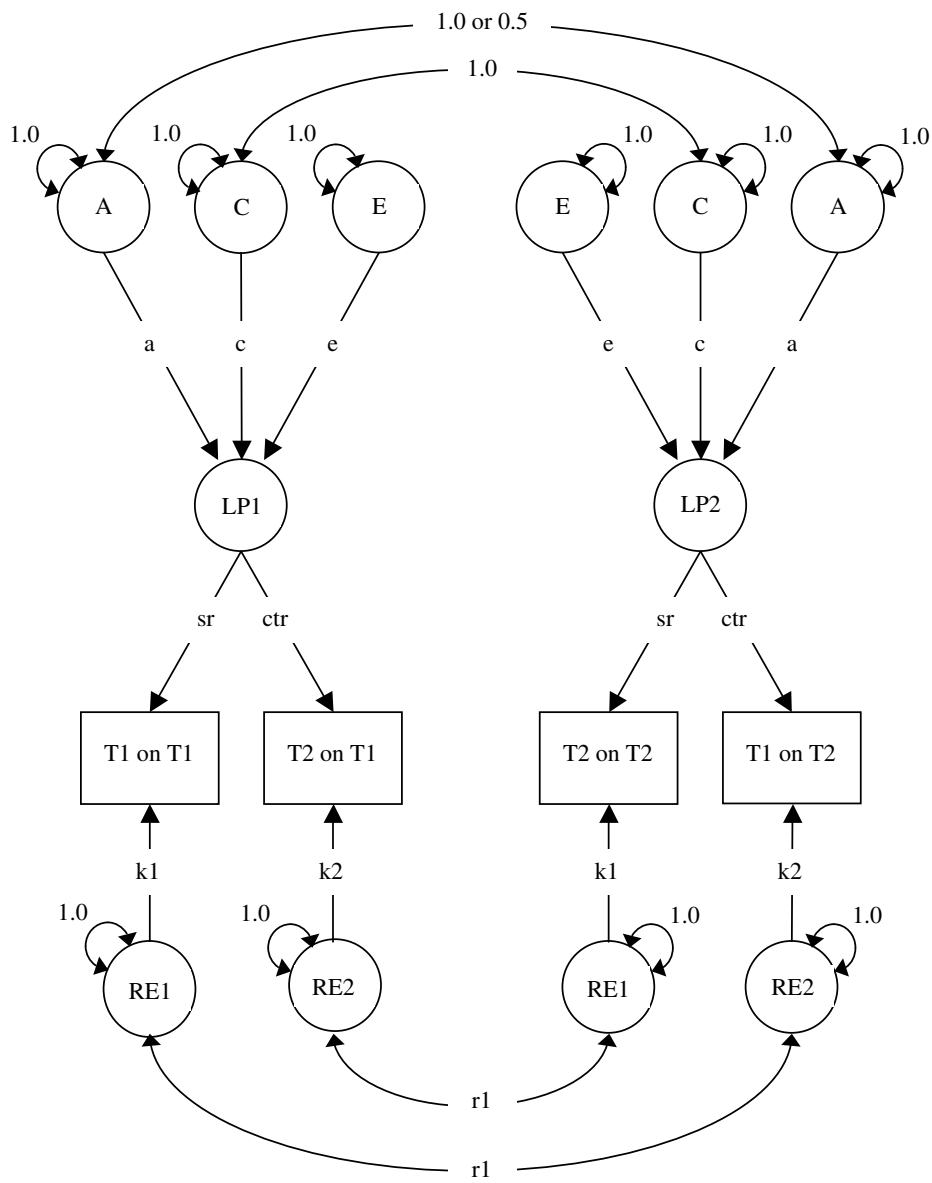 1.0 or 0.5
1.0
1.0 1.0 1.0 1.0 1.0 1.0
A C E E C A
a c e e c a
LP1 LP2
sr ctr sr ctr
T1 on T1 T2 on T1 T2 on T2 T1 on T2
k1 k2 k1 k2
1.0 1.0 1.0 1.0
RE1 RE2 RE1 RE2
r1
r1